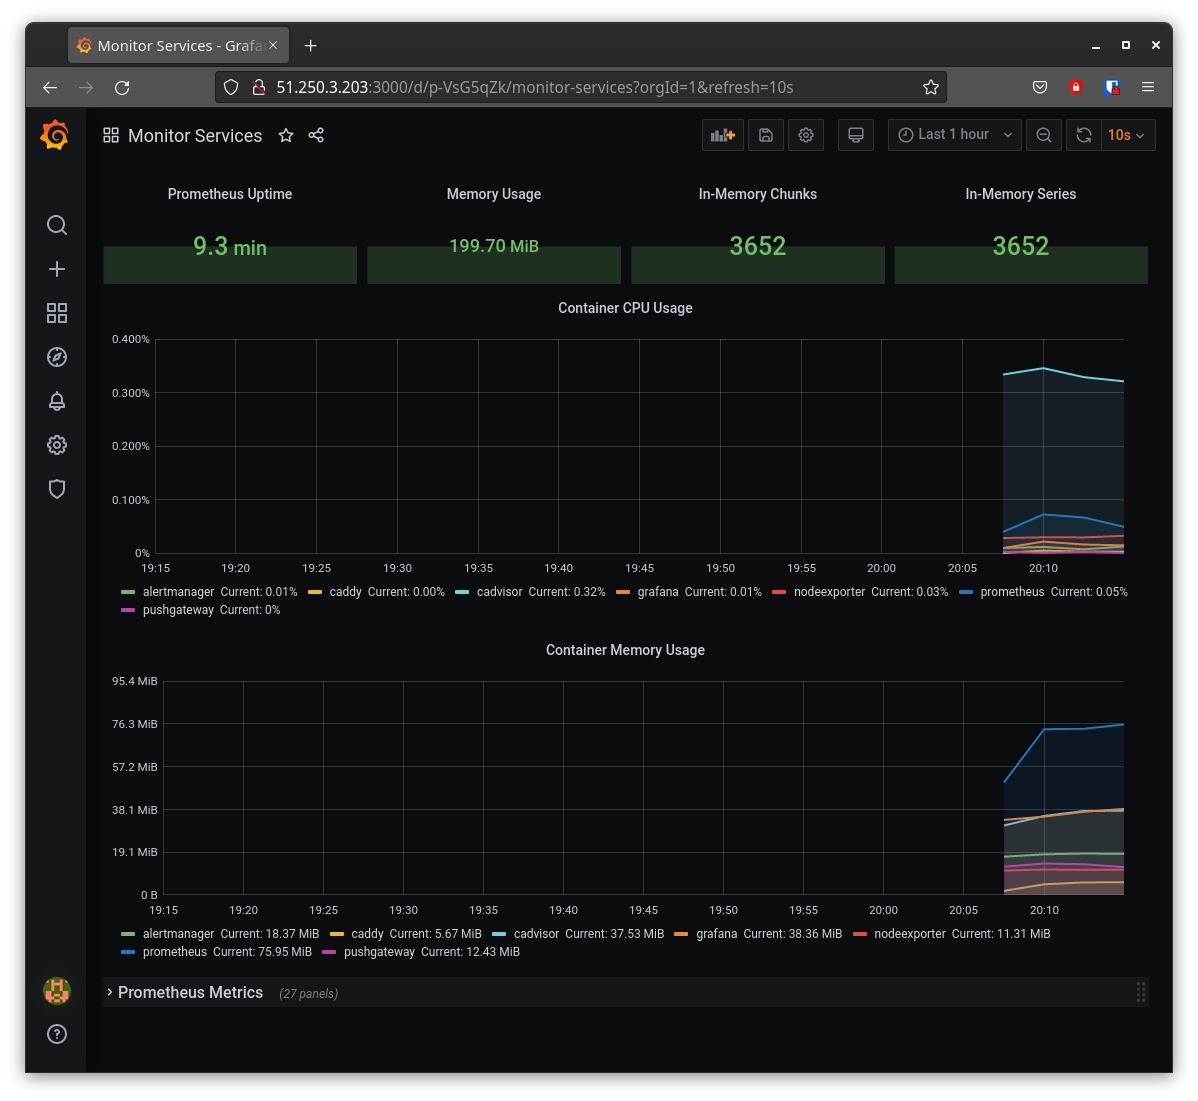 Monitor Services - Grafa
51.250.3.203:3000/d/p-VsG5qZk/monitor-services?orgId=1&refresh=10s
Monitor Services
Last 1 hour
10s
Prometheus Uptime
Memory Usage
In-Memory Chunks
In-Memory Series
9.3 min
199.70 MiB
3652
3652
Container CPU Usage
0.400%
0.300%
0.200%
0.100%
0%
19:15 19:20 19:25 19:30 19:35 19:40 19:45 19:50 19:55 20:00 20:05 20:10
alertmanager Current: 0.01% caddy Current: 0.00% cadvisor Current: 0.32% grafana Current: 0.01% nodeexporter Current: 0.03% prometheus Current: 0.05%
pushgateway Current: 0%
Container Memory Usage
95.4 MiB
76.3 MiB
57.2 MiB
38.1 MiB
19.1 MiB
0 B
19:15 19:20 19:25 19:30 19:35 19:40 19:45 19:50 19:55 20:00 20:05 20:10
alertmanager Current: 18.37 MiB caddy Current: 5.67 MiB cadvisor Current: 37.53 MiB grafana Current: 38.36 MiB nodeexporter Current: 11.31 MiB
prometheus Current: 75.95 MiB pushgateway Current: 12.43 MiB
Prometheus Metrics (27 panels)